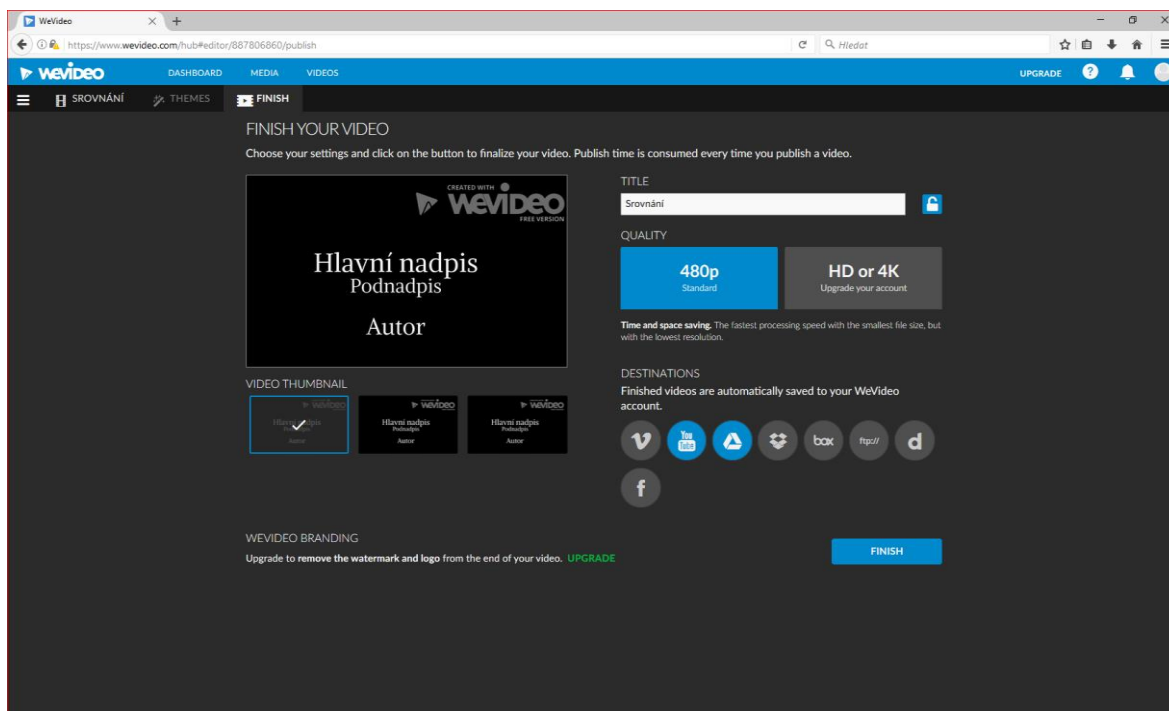 WeVideo
https://www.wevideo.com/hub#editor/887806860/publish
Hledat
WEVIDEO DASHBOARD MEDIA VIDEOS UPGRADE ?
SROVNÁNÍ THEMES FINISH
FINISH YOUR VIDEO
Choose your settings and click on the button to finalize your video. Publish time is consumed every time you publish a video.
CREATED WITH
WEVIDEO
FREE VERSION
Hlavní nadpis
Podnadpis
Autor
VIDEO THUMBNAIL
WEVIDEO
Hlavní nadpis
Podnadpis
Autor
WEVIDEO
Hlavní nadpis
Podnadpis
Autor
WEVIDEO
Hlavní nadpis
Podnadpis
Autor
TITLE
Srovnání
QUALITY
480p
Standard
HD or 4K
Upgrade your account
Time and space saving. The fastest processing speed with the smallest file size, but
with the lowest resolution.
DESTINATIONS
Finished videos are automatically saved to your WeVideo
account.
You
Tube
box
ftp://
d
f
WEVIDEO BRANDING
Upgrade to remove the watermark and logo from the end of your video. UPGRADE
FINISH